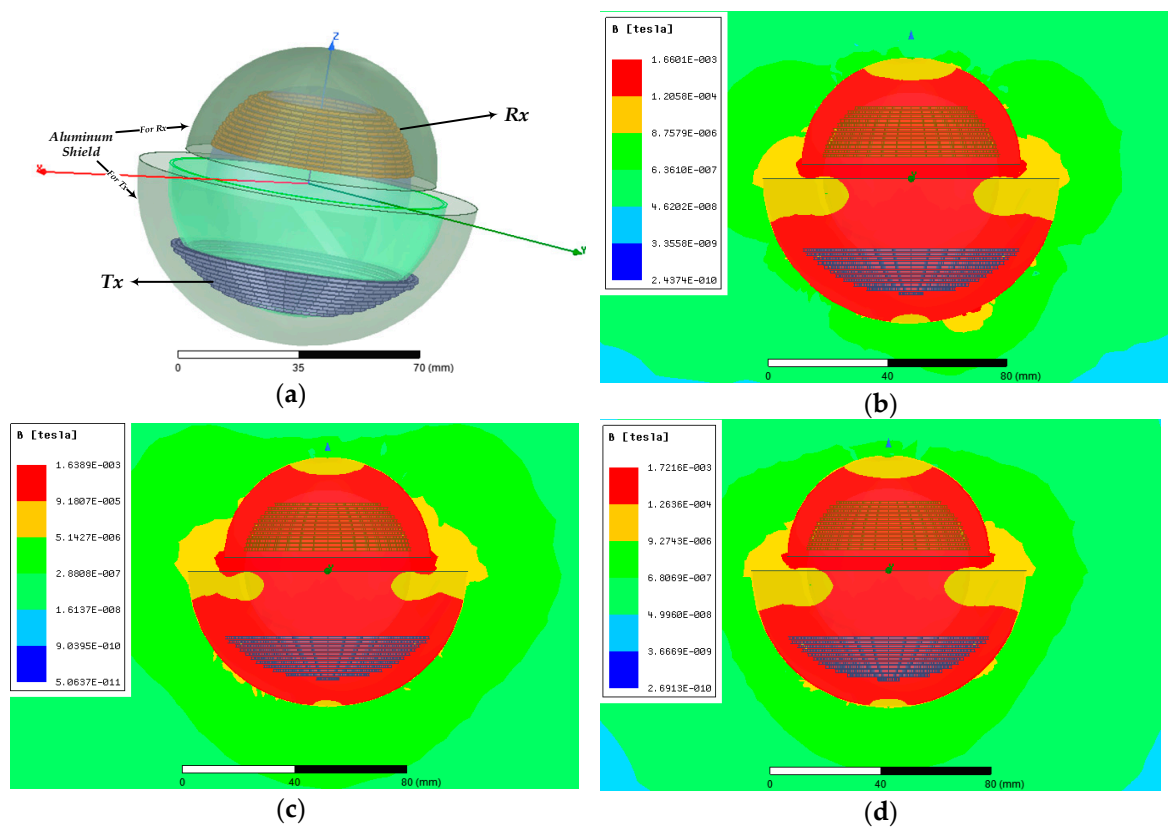 Z
Rx
For Rx
Aluminum
Shield
For Tx
X
Y
Tx
0 35 70 (mm)
(a)
B [tesla]
1.6601E-003
1.2058E-004
8.7579E-006
6.3610E-007
4.6202E-008
3.3558E-009
2.4374E-010
0 40 80 (mm)
(b)
B [tesla]
1.6389E-003
9.1807E-005
5.1427E-006
2.8808E-007
1.6137E-008
9.0395E-010
5.0637E-011
0 40 80 (mm)
(c)
B [tesla]
1.7216E-003
1.2636E-004
9.2743E-006
6.8069E-007
4.9960E-008
3.6669E-009
2.6913E-010
0 40 80 (mm)
(d)